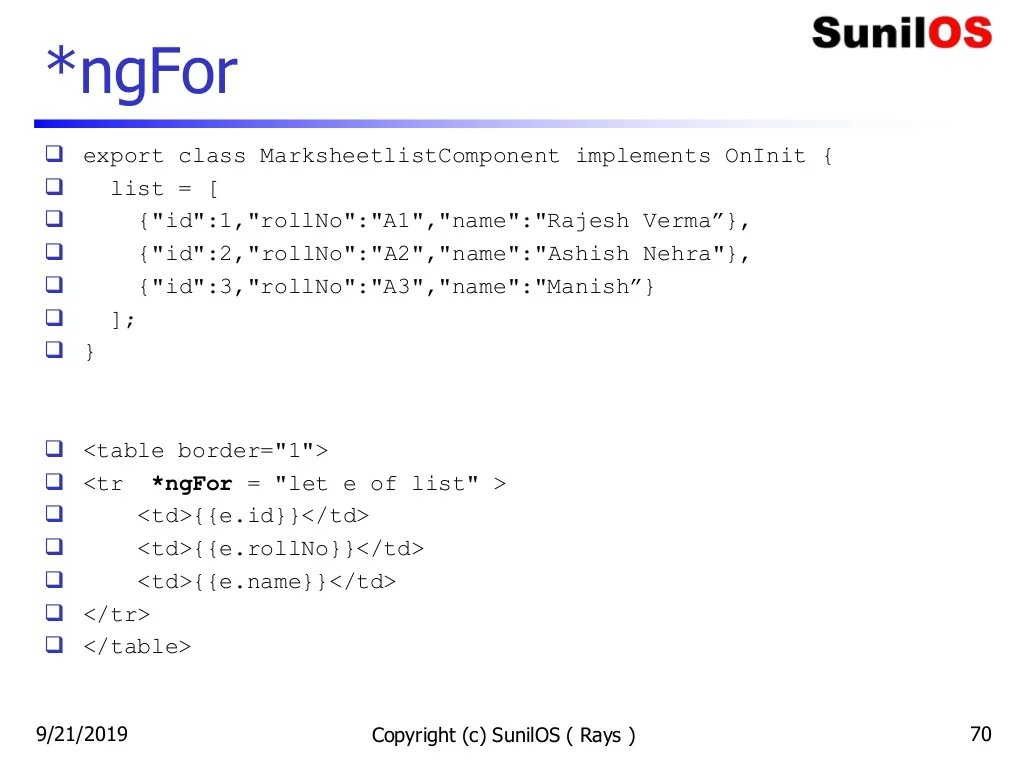 SunilOS
*ngFor
❑ export class MarksheetlistComponent implements OnInit {
❑   list = [
❑     {"id":1,"rollNo":"A1","name":"Rajesh Verma”},
❑     {"id":2,"rollNo":"A2","name":"Ashish Nehra"},
❑     {"id":3,"rollNo":"A3","name":"Manish”}
❑   ];
❑ }
❑ <table border="1">
❑ <tr  *ngFor = "let e of list" >
❑     <td>{{e.id}}</td>
❑     <td>{{e.rollNo}}</td>
❑     <td>{{e.name}}</td>
❑ </tr>
❑ </table>
9/21/2019
Copyright (c) SunilOS ( Rays )
70